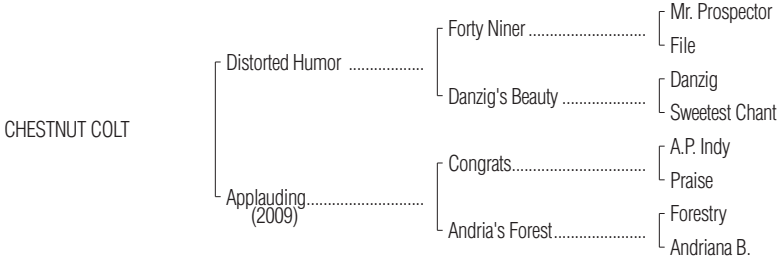 Mr. Prospector
Forty Niner ..........................
File
Distorted Humor ..................
Danzig
Danzig's Beauty ....................
Sweetest Chant
CHESTNUT COLT
A.P. Indy
Congrats..............................
Praise
Applauding..........................
(2009)
Forestry
Andria's Forest.....................
Andriana B.